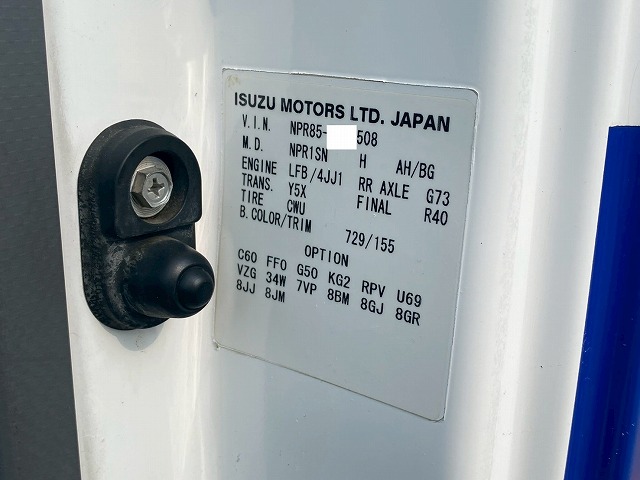 ISUZU MOTORS LTD. JAPAN
V.I.N. NPR85- 508
M.D. NPR1SN H AH/BG
ENGINE LFB/4JJ1 RR AXLE G73
TRANS. Y5X FINAL R40
TIRE CWU
B.COLOR/TRIM 729/155
OPTION
C60 FF0 G50 KG2 RPV U69
VZG 34W 7VP 8BM 8GJ 8GR
8JJ 8JM